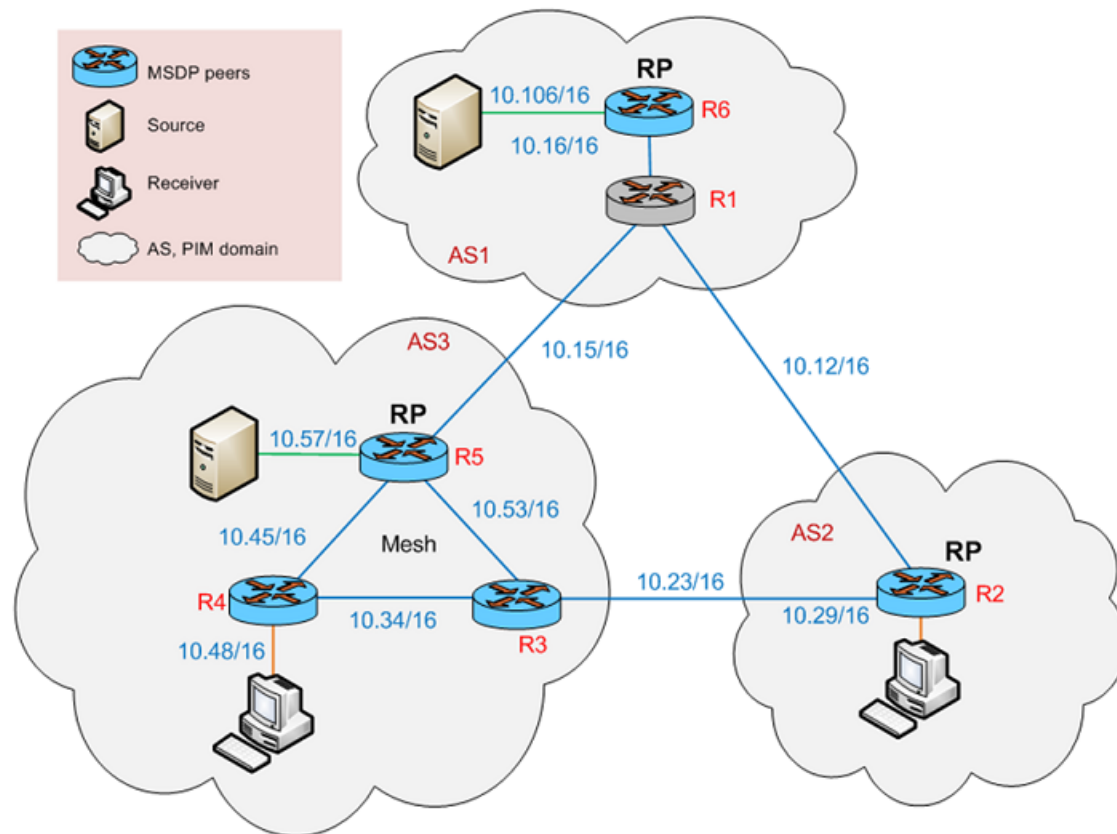 MSDP peers
Source
Receiver
AS, PIM domain
RP
10.106/16
R6
10.16/16
R1
AS1
AS3
10.15/16
10.12/16
RP
10.57/16
R5
10.45/16
10.53/16
Mesh
AS2
RP
R4
10.34/16
10.23/16
R3
10.29/16
R2
10.48/16